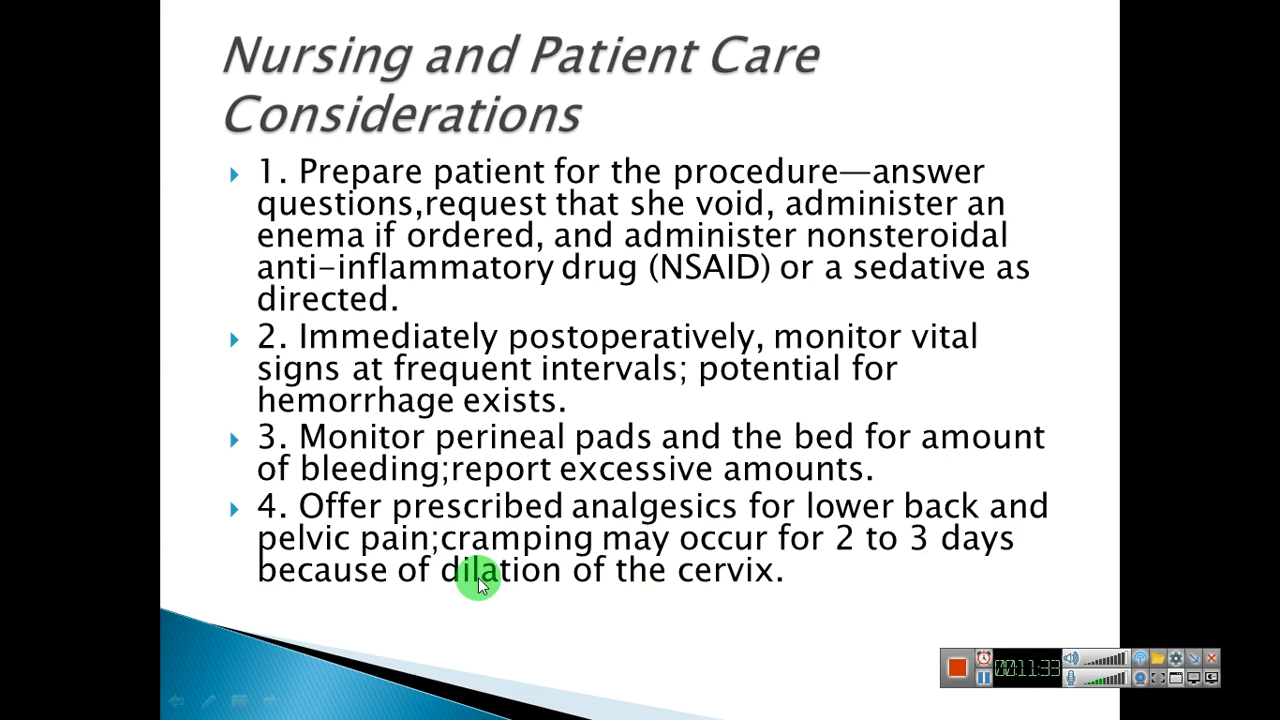 Nursing and Patient Care
Considerations
1. Prepare patient for the procedure—answer
questions,request that she void, administer an
enema if ordered, and administer nonsteroidal
anti-inflammatory drug (NSAID) or a sedative as
directed.
2. Immediately postoperatively, monitor vital
signs at frequent intervals; potential for
hemorrhage exists.
3. Monitor perineal pads and the bed for amount
of bleeding;report excessive amounts.
4. Offer prescribed analgesics for lower back and
pelvic pain;cramping may occur for 2 to 3 days
because of dilation of the cervix.
00:11:33